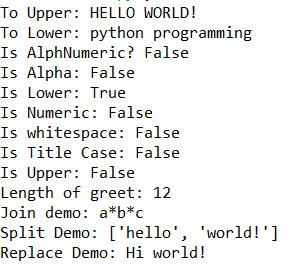 To Upper: HELLO WORLD!
To Lower: python programming
Is AlphNumeric? False
Is Alpha: False
Is Lower: True
Is Numeric: False
Is whitespace: False
Is Title Case: False
Is Upper: False
Length of greet: 12
Join demo: a*b*c
Split Demo: ['hello', 'world!']
Replace Demo: Hi world!